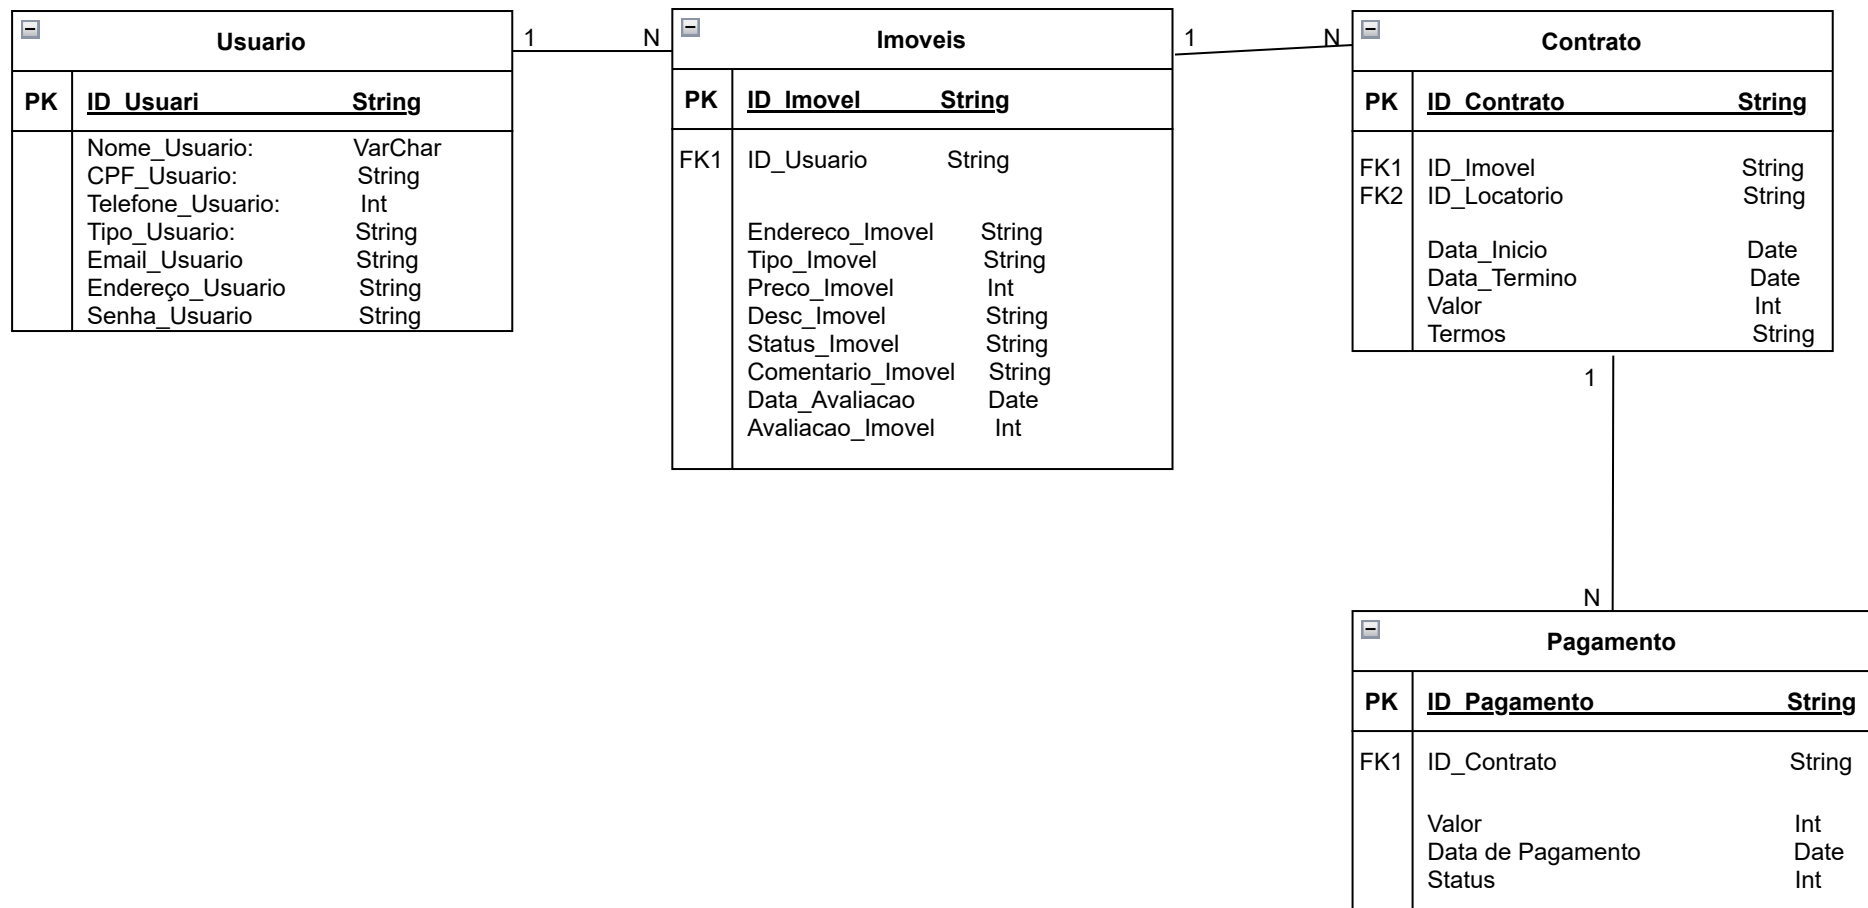 Usuario
PK ID_Usuari String
Nome_Usuario: VarChar
CPF_Usuario: String
Telefone_Usuario: Int
Tipo_Usuario: String
Email_Usuario String
Endereço_Usuario String
Senha_Usuario String
1 N
Imoveis
PK ID_Imovel String
FK1 ID_Usuario String
Endereco_Imovel String
Tipo_Imovel String
Preco_Imovel Int
Desc_Imovel String
Status_Imovel String
Comentario_Imovel String
Data_Avaliacao Date
Avaliacao_Imovel Int
1 N
Contrato
PK ID_Contrato String
FK1 ID_Imovel String
FK2 ID_Locatorio String
Data_Inicio Date
Data_Termino Date
Valor Int
Termos String
1
N
Pagamento
PK ID_Pagamento String
FK1 ID_Contrato String
Valor Int
Data de Pagamento Date
Status Int